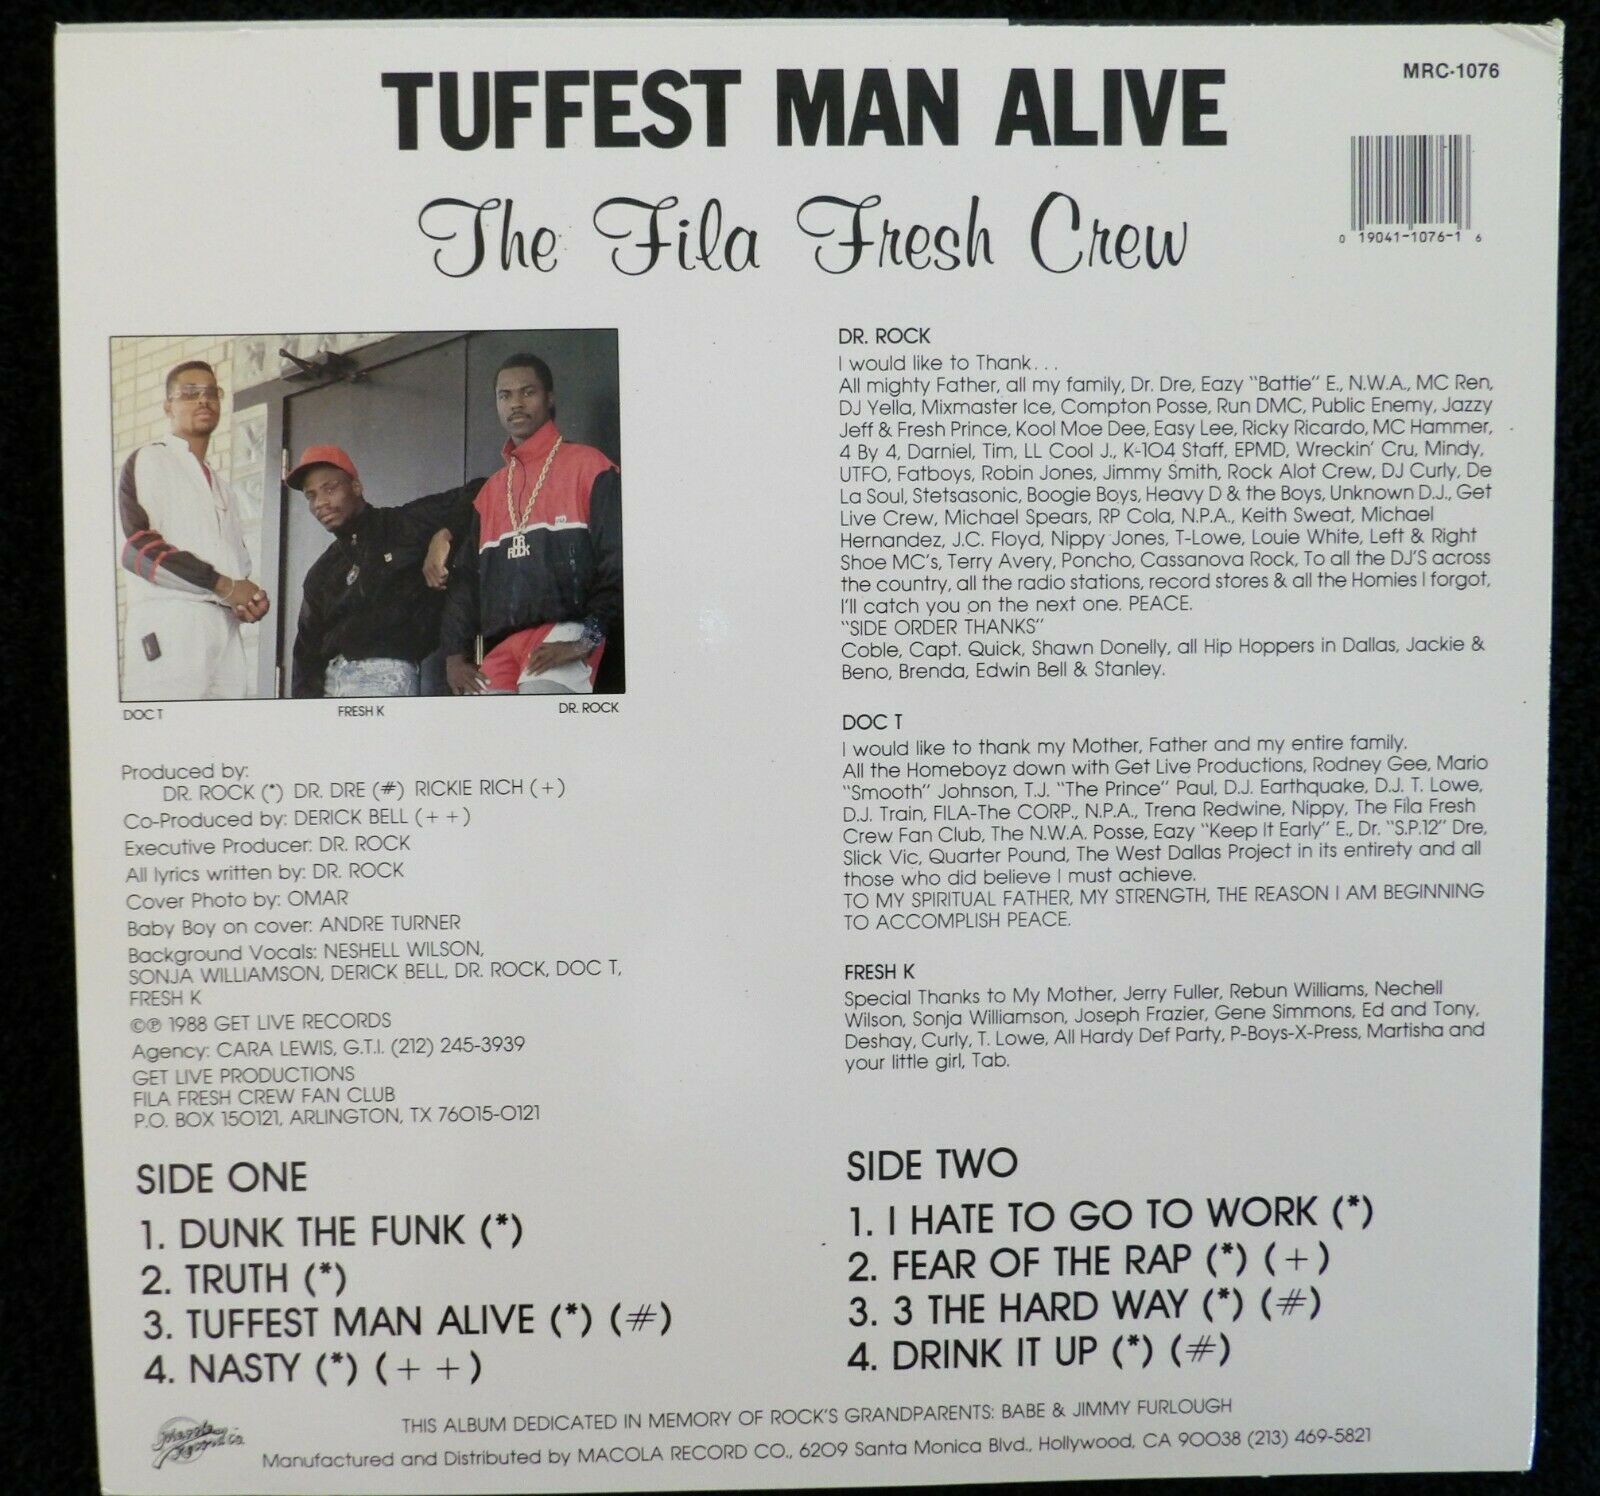 TUFFEST MAN ALIVE
MRC-1076
The Fila Fresh Crew
0 19041-1076-1 6
DR. ROCK
DOC T
FRESH K
DR. ROCK
Produced by:
DR. ROCK (*) DR. DRE (#) RICKIE RICH (+)
Co-Produced by: DERICK BELL (++)
Executive Producer: DR. ROCK
All lyrics written by: DR. ROCK
Cover Photo by: OMAR
Baby Boy on cover: ANDRE TURNER
Background Vocals: NESHELL WILSON,
SONJA WILLIAMSON, DERICK BELL, DR. ROCK, DOC T,
FRESH K
©℗ 1988 GET LIVE RECORDS
Agency: CARA LEWIS, G.T.I. (212) 245-3939
GET LIVE PRODUCTIONS
FILA FRESH CREW FAN CLUB
P.O. BOX 150121, ARLINGTON, TX 76015-0121
DR. ROCK
I would like to Thank...
All mighty Father, all my family, Dr. Dre, Eazy "Battie" E., N.W.A., MC Ren,
DJ Yella, Mixmaster Ice, Compton Posse, Run DMC, Public Enemy, Jazzy
Jeff & Fresh Prince, Kool Moe Dee, Easy Lee, Ricky Ricardo, MC Hammer,
4 By 4, Darniel, Tim, LL Cool J., K-104 Staff, EPMD, Wreckin' Cru, Mindy,
UTFO, Fatboys, Robin Jones, Jimmy Smith, Rock Alot Crew, DJ Curly, De
La Soul, Stetsasonic, Boogie Boys, Heavy D & the Boys, Unknown D.J., Get
Live Crew, Michael Spears, RP Cola, N.P.A., Keith Sweat, Michael
Hernandez, J.C. Floyd, Nippy Jones, T-Lowe, Louie White, Left & Right
Shoe MC's, Terry Avery, Poncho, Cassanova Rock, To all the DJ'S across
the country, all the radio stations, record stores & all the Homies I forgot,
I'll catch you on the next one. PEACE.
"SIDE ORDER THANKS"
Coble, Capt. Quick, Shawn Donelly, all Hip Hoppers in Dallas, Jackie &
Beno, Brenda, Edwin Bell & Stanley.
DOC T
I would like to thank my Mother, Father and my entire family.
All the Homeboyz down with Get Live Productions, Rodney Gee, Mario
"Smooth" Johnson, T.J. "The Prince" Paul, D.J. Earthquake, D.J. T. Lowe,
D.J. Train, FILA-The CORP., N.P.A., Trena Redwine, Nippy, The Fila Fresh
Crew Fan Club, The N.W.A. Posse, Eazy "Keep It Early" E., Dr. "S.P.12" Dre,
Slick Vic, Quarter Pound, The West Dallas Project in its entirety and all
those who did believe I must achieve.
TO MY SPIRITUAL FATHER, MY STRENGTH, THE REASON I AM BEGINNING
TO ACCOMPLISH PEACE.
FRESH K
Special Thanks to My Mother, Jerry Fuller, Rebun Williams, Nechell
Wilson, Sonja Williamson, Joseph Frazier, Gene Simmons, Ed and Tony,
Deshay, Curly, T. Lowe, All Hardy Def Party, P-Boys-X-Press, Martisha and
your little girl, Tab.
SIDE ONE
1. DUNK THE FUNK (*)
2. TRUTH (*)
3. TUFFEST MAN ALIVE (*) (#)
4. NASTY (*) (++)
SIDE TWO
1. I HATE TO GO TO WORK (*)
2. FEAR OF THE RAP (*) (+)
3. 3 THE HARD WAY (*) (#)
4. DRINK IT UP (*) (#)
THIS ALBUM DEDICATED IN MEMORY OF ROCK'S GRANDPARENTS: BABE & JIMMY FURLOUGH
Macola Record Co.
Manufactured and Distributed by MACOLA RECORD CO., 6209 Santa Monica Blvd., Hollywood, CA 90038 (213) 469-5821